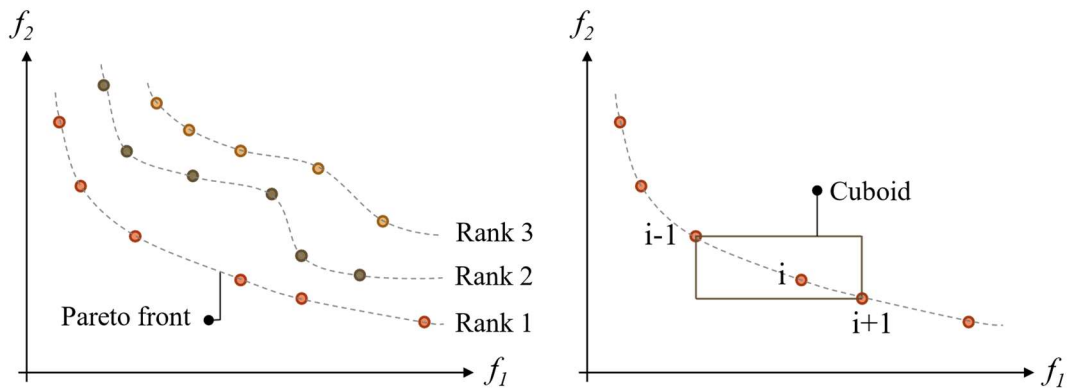 f2
Rank 3
Rank 2
Pareto front
Rank 1
f1
f2
Cuboid
i-1
i
i+1
f1